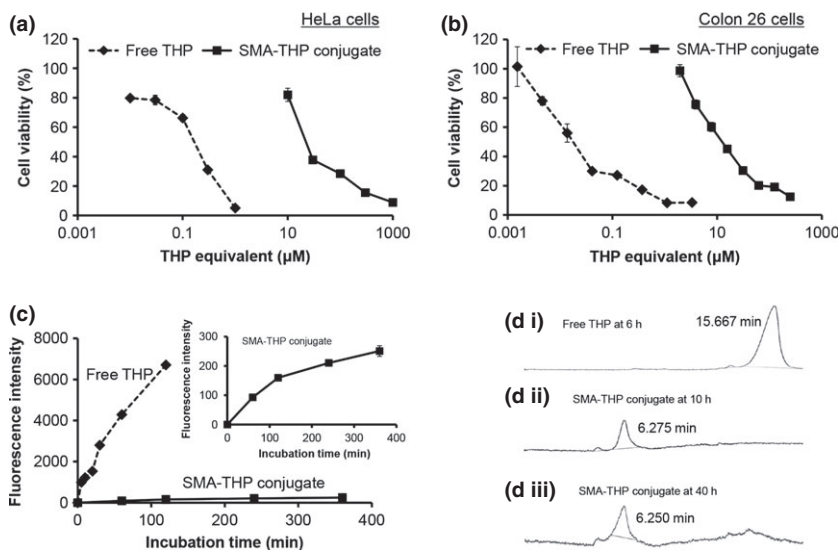 (a)
HeLa cells
Free THP
SMA-THP conjugate
Cell viability (%)
120
100
80
60
40
20
0
0.001
0.1
10
1000
THP equivalent (µM)
(b)
Colon 26 cells
Free THP
SMA-THP conjugate
Cell viability (%)
120
100
80
60
40
20
0
0.001
0.1
10
1000
THP equivalent (µM)
(c)
Fluorescence intensity
8000
6000
4000
2000
0
Free THP
SMA-THP conjugate
0
100
200
300
400
Incubation time (min)
Fluorescence intensity
300
200
100
0
SMA-THP conjugate
0
200
400
Incubation time (min)
(d i)
Free THP at 6 h
15.667 min
(d ii)
SMA-THP conjugate at 10 h
6.275 min
(d iii)
SMA-THP conjugate at 40 h
6.250 min